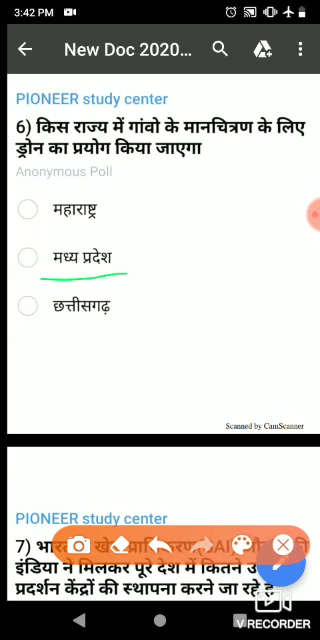 3:42 PM
New Doc 2020...
PIONEER study center
6) किस राज्य में गांवो के मानचित्रण के लिए
ड्रोन का प्रयोग किया जाएगा
Anonymous Poll
महाराष्ट्र
मध्य प्रदेश
छत्तीसगढ़
Scanned by CamScanner
PIONEER study center
7)
इंडिया ने मिलकर पूरे देश में कितने
प्रदर्शन केंद्रों की स्थापना करने जा रहे है
V RECORDER